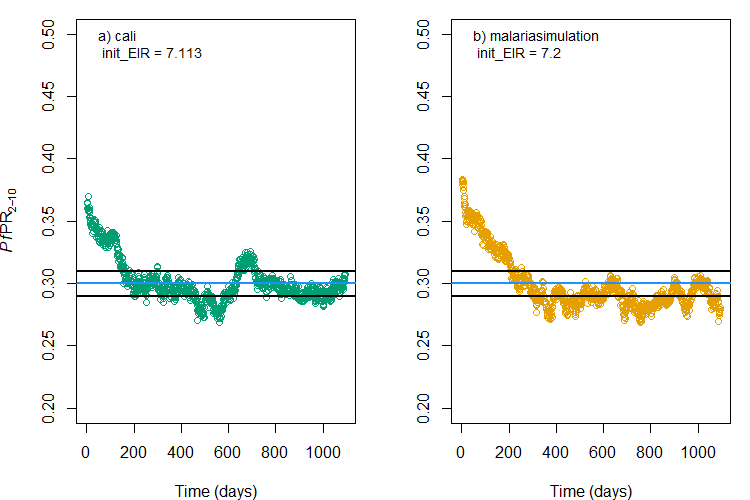 a) cali
init_EIR = 7.113
PfPR2−10
0.50
0.45
0.40
0.35
0.30
0.25
0.20
0 200 400 600 800 1000
Time (days)
b) malariasimulation
init_EIR = 7.2
0.50
0.45
0.40
0.35
0.30
0.25
0.20
0 200 400 600 800 1000
Time (days)